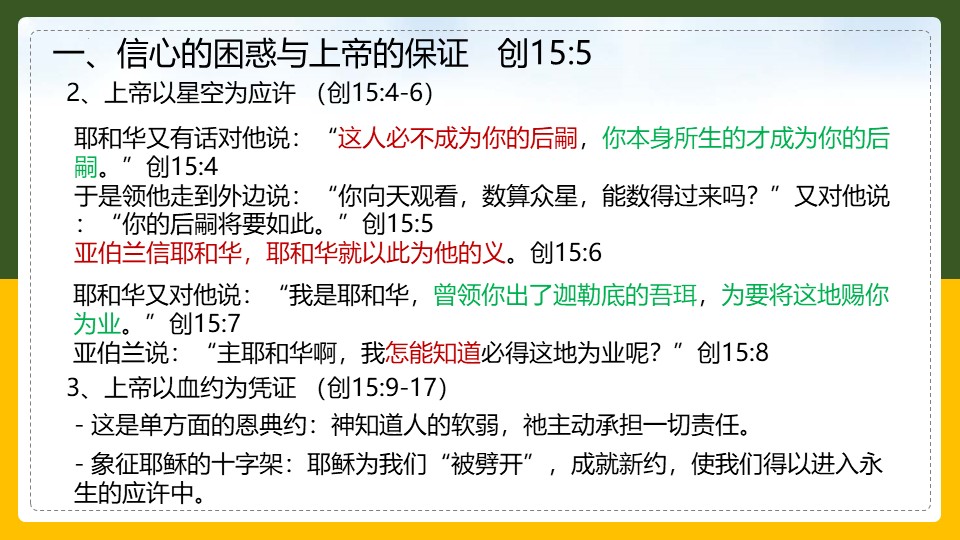 一、信心的困惑与上帝的保证 创15:5
2、上帝以星空为应许 （创15:4-6）
耶和华又有话对他说：“这人必不成为你的后嗣，你本身所生的才成为你的后
嗣。”创15:4
于是领他走到外边说：“你向天观看，数算众星，能数得过来吗？”又对他说
：“你的后嗣将要如此。”创15:5
亚伯兰信耶和华，耶和华就以此为他的义。创15:6
耶和华又对他说：“我是耶和华，曾领你出了迦勒底的吾珥，为要将这地赐你
为业。”创15:7
亚伯兰说：“主耶和华啊，我怎能知道必得这地为业呢？”创15:8
3、上帝以血约为凭证 （创15:9-17）
- 这是单方面的恩典约：神知道人的软弱，祂主动承担一切责任。
- 象征耶稣的十字架：耶稣为我们“被劈开”，成就新约，使我们得以进入永
生的应许中。